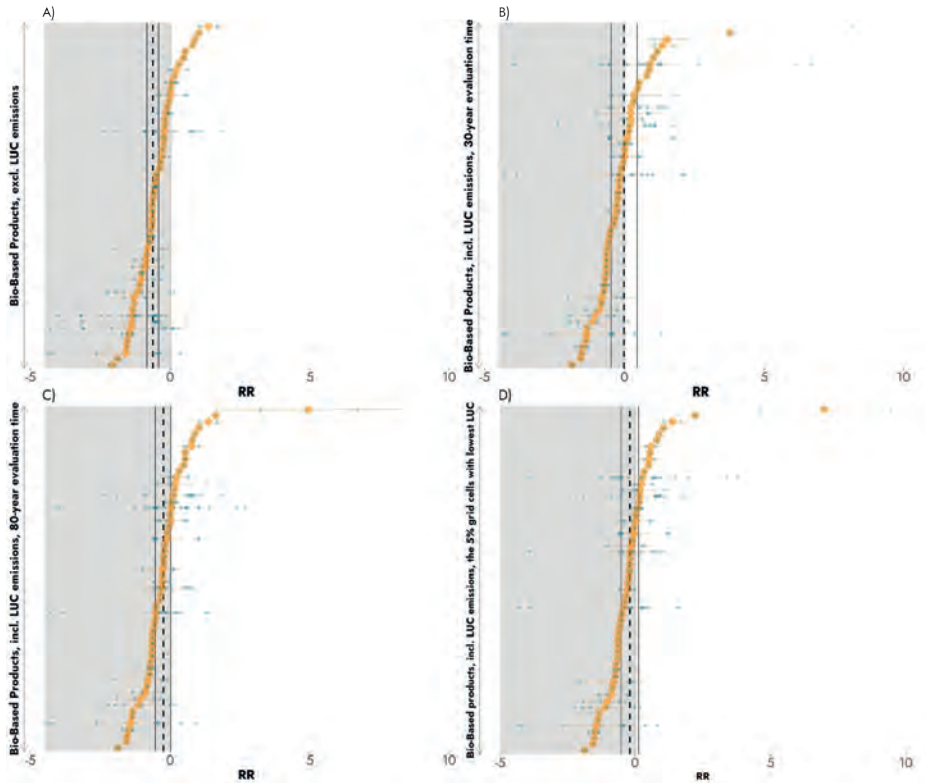 A)
Bio-Based Products, excl. LUC emissions
-5
0
5
10
RR
B)
Bio-Based Products, incl. LUC emissions, 30-year evaluation time
-5
0
5
10
RR
C)
Bio-Based Products, incl. LUC emissions, 80-year evaluation time
-5
0
5
10
RR
D)
Bio-Based products, incl. LUC emissions, the 5% grid cells with lowest LUC
-5
0
5
10
RR